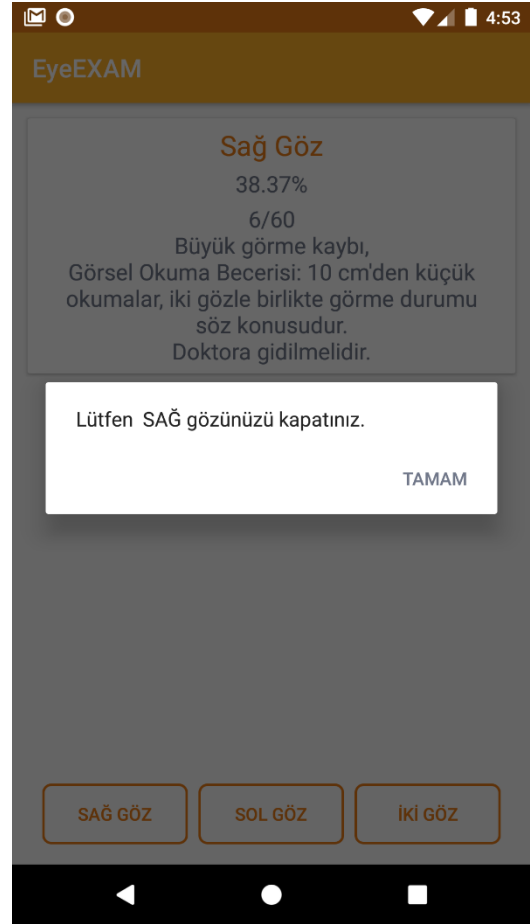 4:53
EyeEXAM
Sağ Göz
38.37%
6/60
Büyük görme kaybı,
Görsel Okuma Becerisi: 10 cm'den küçük
okumalar, iki gözle birlikte görme durumu
söz konusudur.
Doktora gidilmelidir.
Lütfen  SAĞ gözünüzü kapatınız.
TAMAM
SAĞ GÖZ
SOL GÖZ
İKİ GÖZ